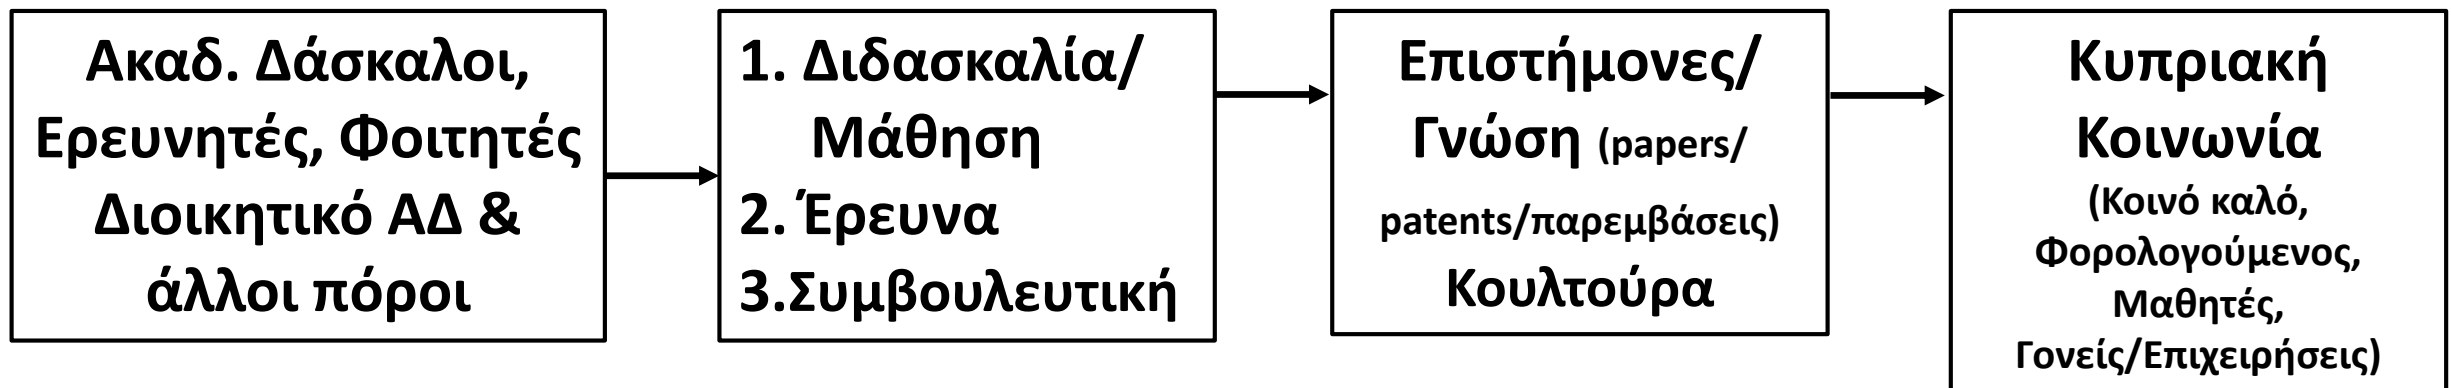 Ακαδ. Δάσκαλοι,
Ερευνητές, Φοιτητές
Διοικητικό ΑΔ &
άλλοι πόροι
1. Διδασκαλία/
Μάθηση
2. Έρευνα
3.Συμβουλευτική
Επιστήμονες/
Γνώση (papers/
patents/παρεμβάσεις)
Κουλτούρα
Κυπριακή
Κοινωνία
(Κοινό καλό,
Φορολογούμενος,
Μαθητές,
Γονείς/Επιχειρήσεις)